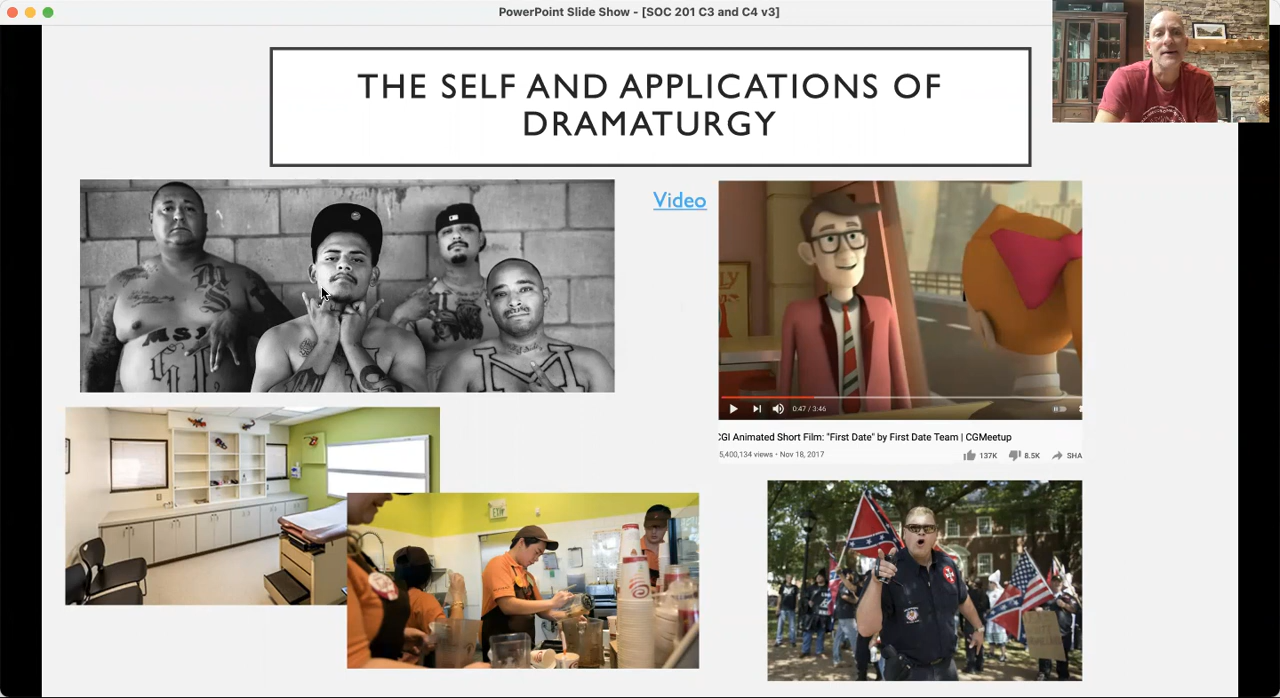 PowerPoint Slide Show - [SOC 201 C3 and C4 v3]
THE SELF AND APPLICATIONS OF
DRAMATURGY
Video
0:47 / 3:46
CGI Animated Short Film: "First Date" by First Date Team | CGMeetup
5,400,134 views • Nov 18, 2017
137K
8.5K
SHA
EXIT